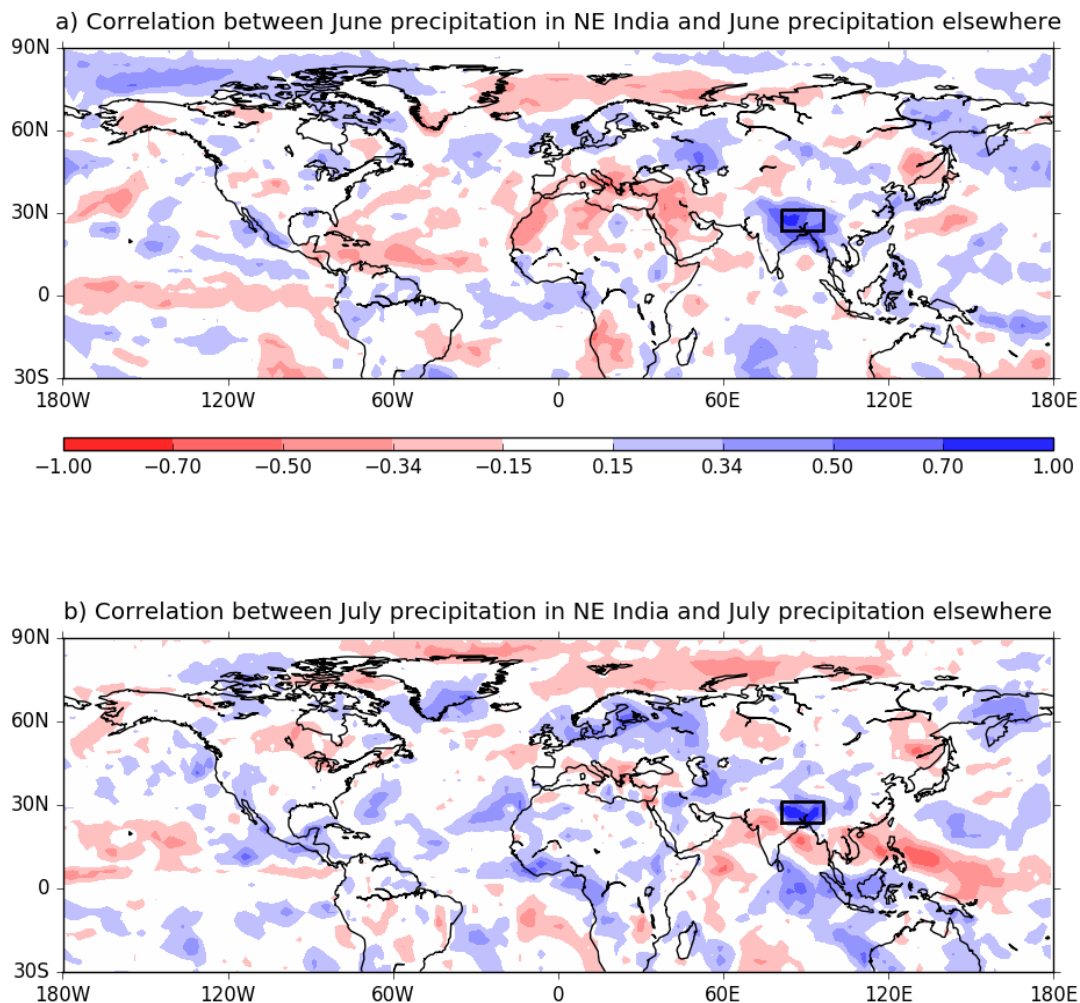 a) Correlation between June precipitation in NE India and June precipitation elsewhere
90N
60N
30N
0
30S
180W 120W 60W 0 60E 120E 180E
−1.00 −0.70 −0.50 −0.34 −0.15 0.15 0.34 0.50 0.70 1.00
b) Correlation between July precipitation in NE India and July precipitation elsewhere
90N
60N
30N
0
30S
180W 120W 60W 0 60E 120E 180E